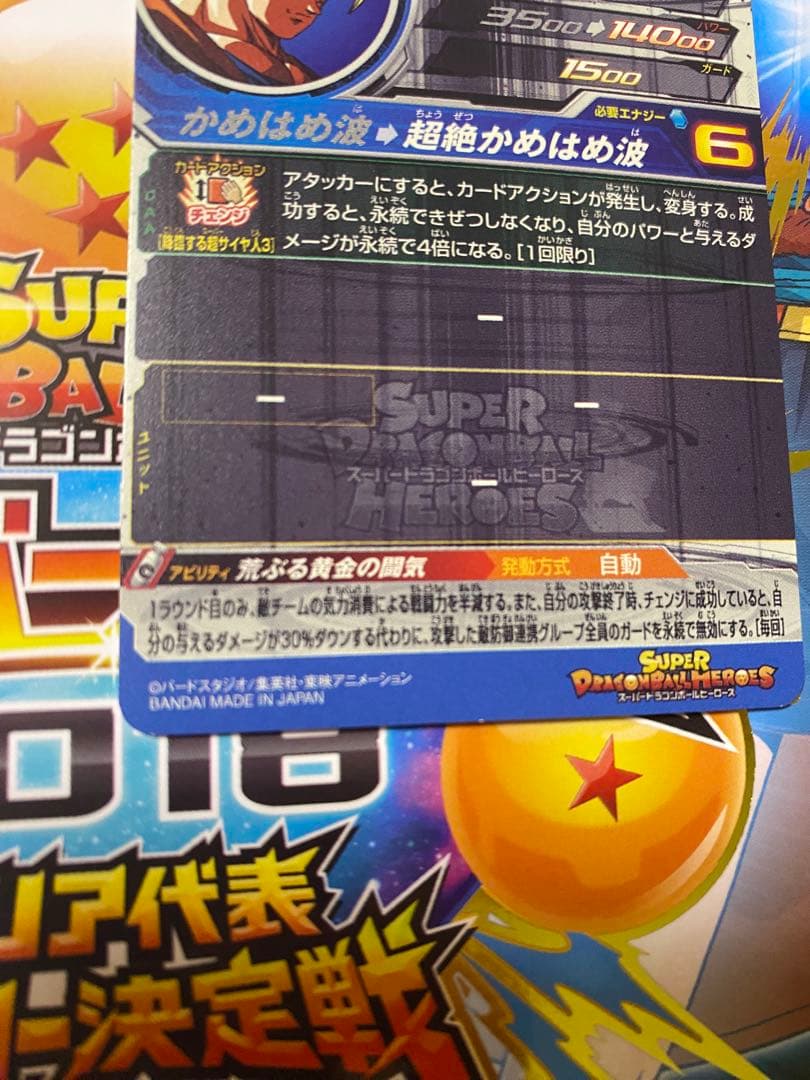 パワー
3500→14000
ガード
1500
かめはめ波→超絶かめはめ波
必要エナジー
6
CAA
カードアクション
チェンジ
[降臨する超サイヤ人3]
アタッカーにすると、カードアクションが発生し、変身する。成
功すると、永続できぜつしなくなり、自分のパワーと与えるダ
メージが永続で4倍になる。[1回限り]
ー
ユニット
ー
ー
ー
SUPER
DRAGONBALL
スーパードラゴンボールヒーローズ
HEROES
アビリティ 荒ぶる黄金の闘気 発動方式 自動
1ラウンド目のみ、敵チームの気力消費による戦闘力を半減する。また、自分の攻撃終了時、チェンジに成功していると、自
分の与えるダメージが30%ダウンする代わりに、攻撃した敵防御連携グループ全員のガードを永続で無効にする。[毎回]
©バードスタジオ/集英社・東映アニメーション
BANDAI MADE IN JAPAN
SUPER
DRAGONBALL HEROES
スーパードラゴンボールヒーローズ
SUP
BAL
ドラゴン
リア代表
決定戦